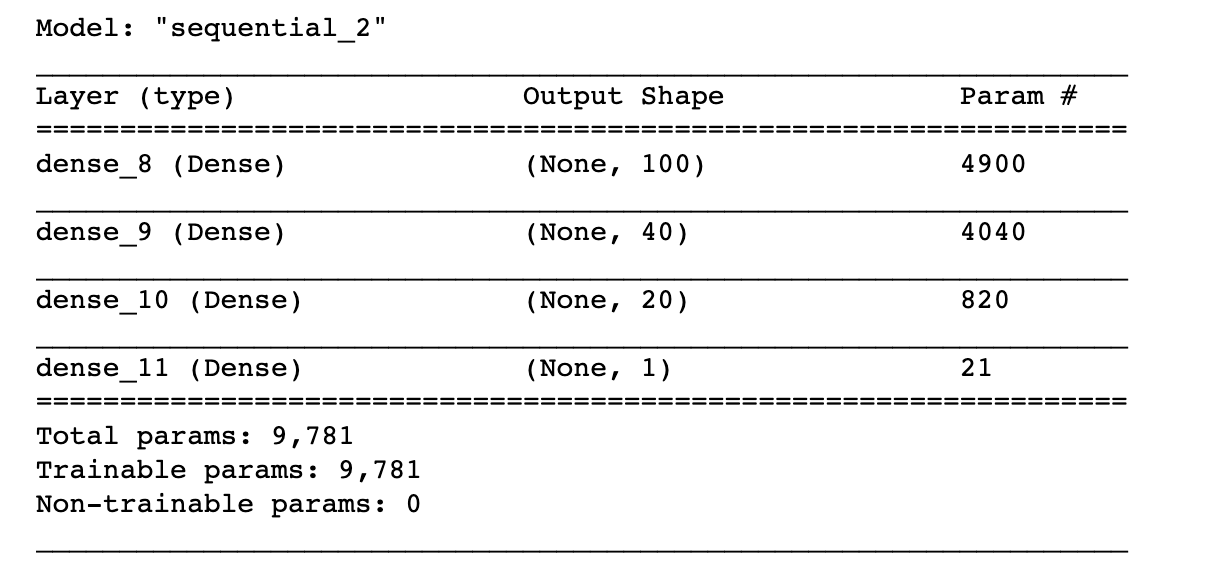 Model: "sequential_2"
Layer (type) Output Shape Param #
=================================================================
dense_8 (Dense) (None, 100) 4900
dense_9 (Dense) (None, 40) 4040
dense_10 (Dense) (None, 20) 820
dense_11 (Dense) (None, 1) 21
=================================================================
Total params: 9,781
Trainable params: 9,781
Non-trainable params: 0